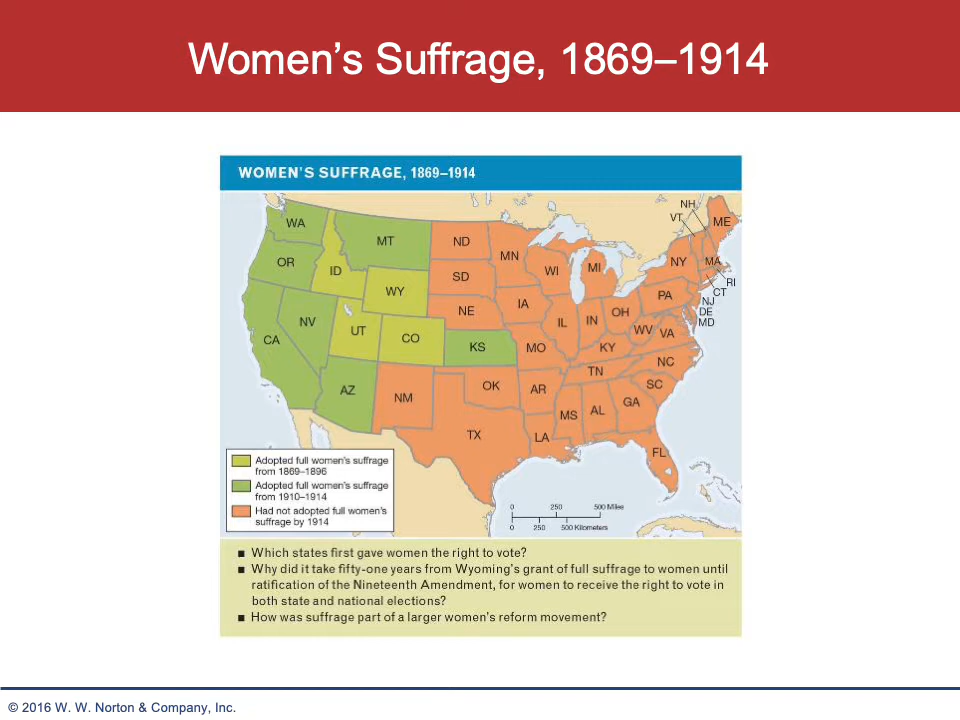 Women’s Suffrage, 1869–1914
WOMEN’S SUFFRAGE, 1869–1914
WA
MT
ND
MN
OR
ID
SD
WI
MI
NH
VT
ME
NY
MA
RI
CT
WY
NE
IA
PA
NJ
DE
MD
NV
UT
CO
KS
IL
IN
OH
WV
VA
CA
MO
KY
NC
AZ
NM
OK
AR
TN
SC
TX
MS
AL
GA
LA
FL
Adopted full women’s suffrage
from 1869–1896
Adopted full women’s suffrage
from 1910–1914
Had not adopted full women’s
suffrage by 1914
0 250 500 Miles
0 250 500 Kilometers
■ Which states first gave women the right to vote?
■ Why did it take fifty-one years from Wyoming’s grant of full suffrage to women until
ratification of the Nineteenth Amendment, for women to receive the right to vote in
both state and national elections?
■ How was suffrage part of a larger women’s reform movement?
© 2016 W. W. Norton & Company, Inc.